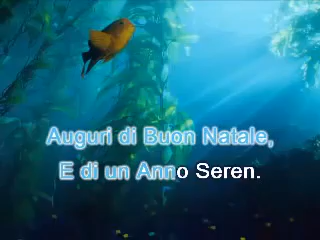 Auguri di Buon Natale,
E di un Anno Seren.